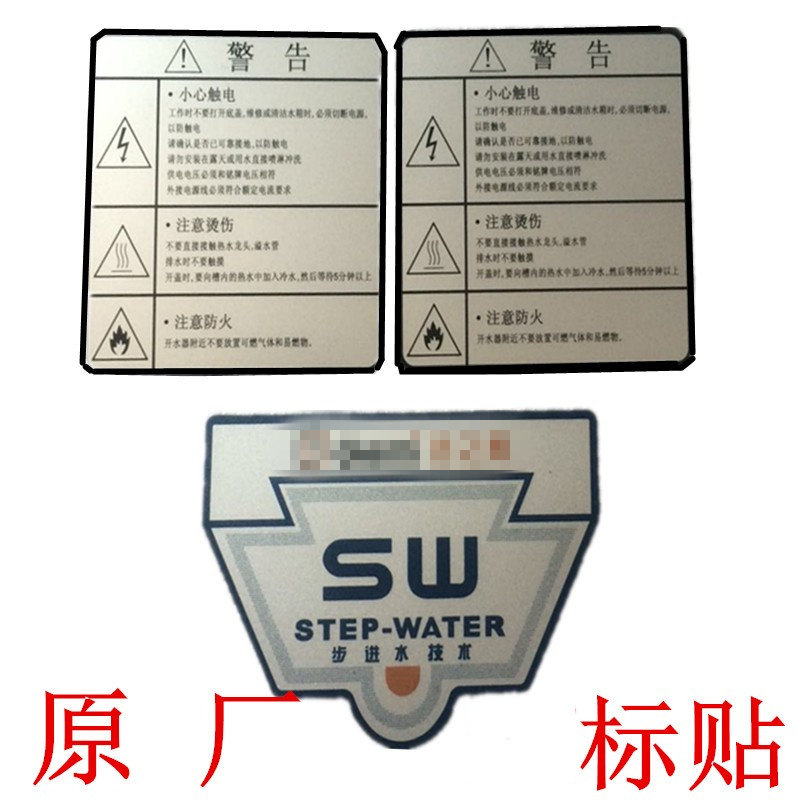 警告
· 小心触电
工作时不要打开底盖,维修或清洁水箱时,必须切断电源,
以防触电
请确认是否已可靠接地,以防触电
请勿安装在露天或用水直接喷淋冲洗
供电电压必须和铭牌电压相符
外接电源线必须符合额定电流要求
· 注意烫伤
不要直接接触热水龙头,溢水管
排水时不要触摸
开盖时,要向槽内的热水中加入冷水,然后等待5分钟以上
· 注意防火
开水器附近不要放置可燃气体和易燃物。
警告
· 小心触电
工作时不要打开底盖,维修或清洁水箱时,必须切断电源,
以防触电
请确认是否已可靠接地,以防触电
请勿安装在露天或用水直接喷淋冲洗
供电电压必须和铭牌电压相符
外接电源线必须符合额定电流要求
· 注意烫伤
不要直接接触热水龙头,溢水管
排水时不要触摸
开盖时,要向槽内的热水中加入冷水,然后等待5分钟以上
· 注意防火
开水器附近不要放置可燃气体和易燃物。
SW
STEP-WATER
步进水技术
原厂 标贴